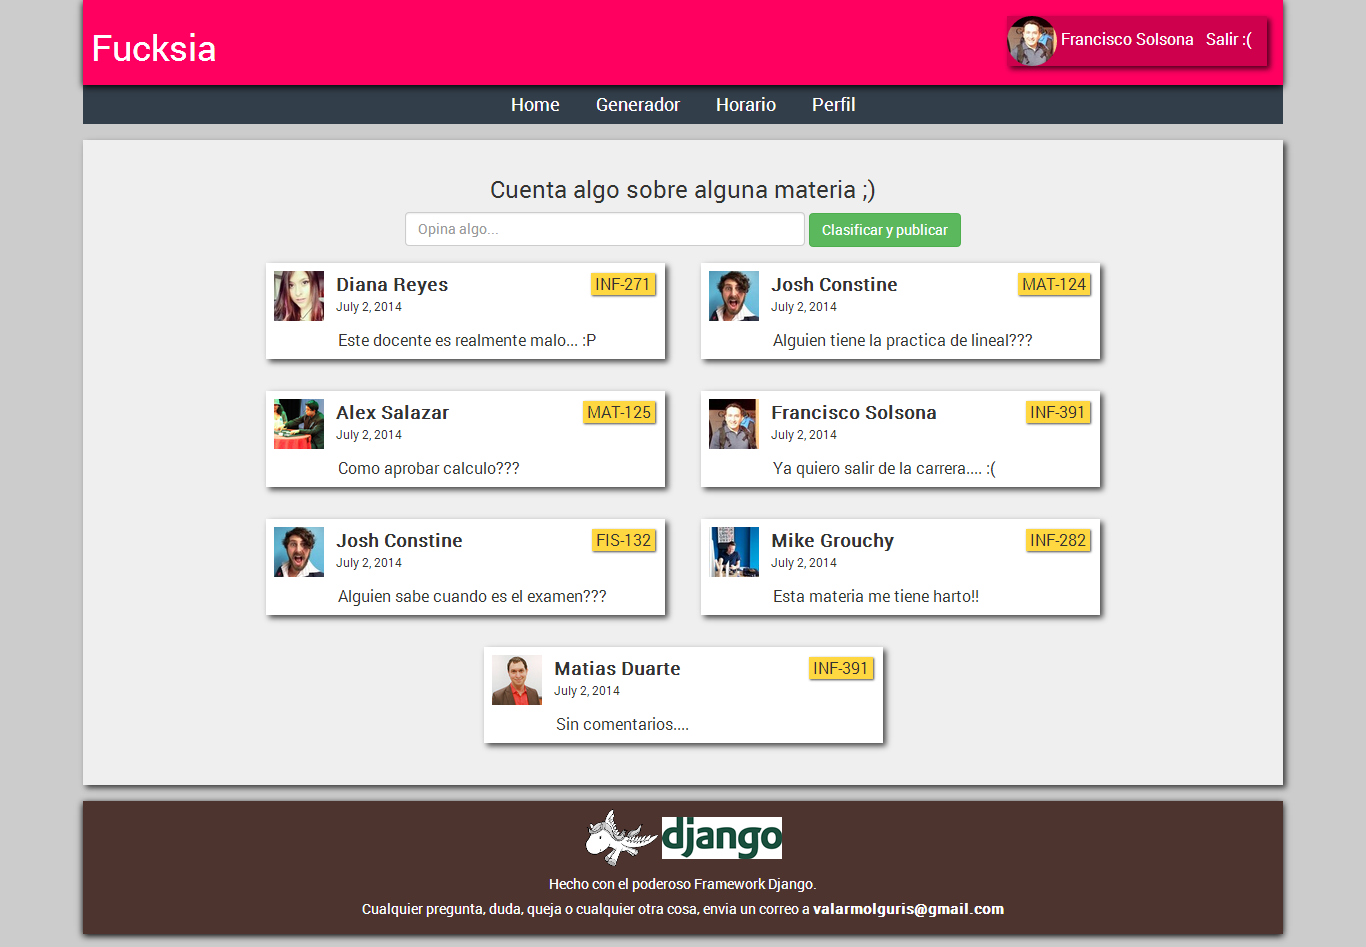 Fucksia
Francisco Solsona Salir :(
Home Generador Horario Perfil
Cuenta algo sobre alguna materia ;)
Opina algo... Clasificar y publicar
Diana Reyes INF-271
July 2, 2014
Este docente es realmente malo... :P
Josh Constine MAT-124
July 2, 2014
Alguien tiene la practica de lineal???
Alex Salazar MAT-125
July 2, 2014
Como aprobar calculo???
Francisco Solsona INF-391
July 2, 2014
Ya quiero salir de la carrera.... :(
Josh Constine FIS-132
July 2, 2014
Alguien sabe cuando es el examen???
Mike Grouchy INF-282
July 2, 2014
Esta materia me tiene harto!!
Matias Duarte INF-391
July 2, 2014
Sin comentarios....
django
Hecho con el poderoso Framework Django.
Cualquier pregunta, duda, queja o cualquier otra cosa, envia un correo a valarmolguris@gmail.com